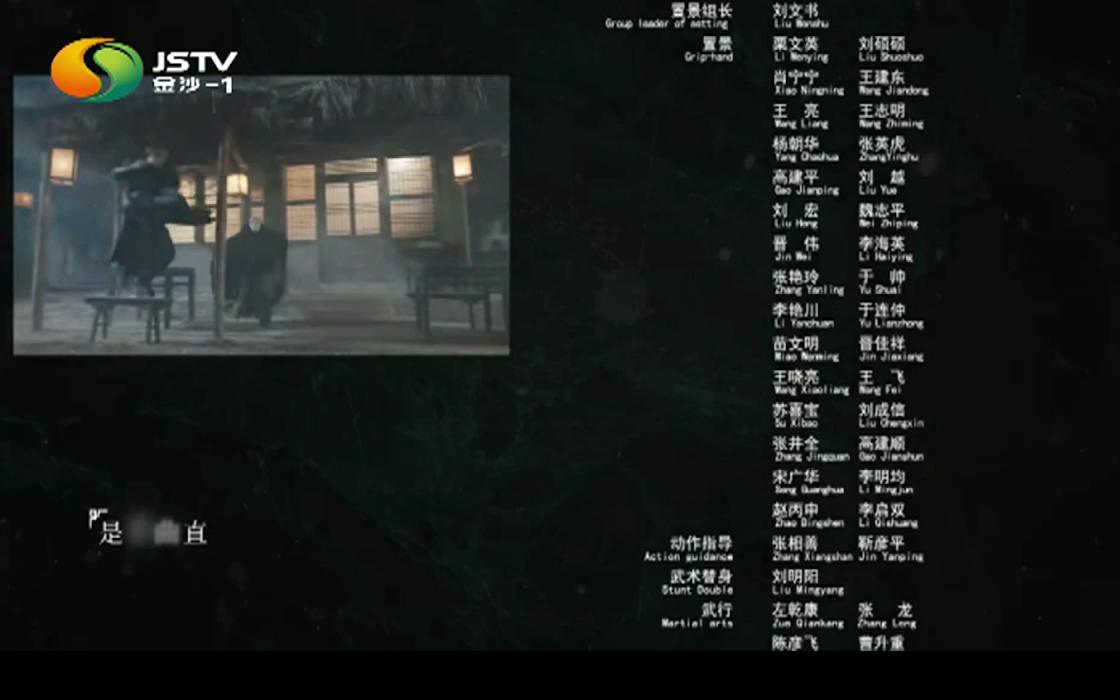 JSTV
金沙-1
置景组长 刘文书
Group leader of setting Liu Wenshu
置景 栗文英 刘硕硕
Grip-hand Li Wenying Liu Shuoshuo
肖宁宁 王建东
Xiao Ningning Wang Jiandong
王 亮 王志明
Wang Liang Wang Zhiming
杨朝华 张英虎
Yang Chaohua ZhangYinghu
高建平 刘 越
Gao Jianping Liu Yue
刘 宏 魏志平
Liu Hong Wei Zhiping
晋 伟 李海英
Jin Wei Li Haiying
张艳玲 于 帅
Zhang Yanling Yu Shuai
李艳川 于连仲
Li Yanchuan Yu Lianzhong
苗文明 晋佳祥
Miao Wenming Jin Jiaxiang
王晓亮 王 飞
Wang Xiaoliang Wang Fei
苏喜宝 刘成信
Su Xibao Liu Chengxin
张井全 高建顺
Zhang Jingquan Gao Jianshun
宋广华 李明均
Song Guanghua Li Mingjun
赵丙申 李启双
Zhao Bingshen Li Qishuang
动作指导 张相善 靳彦平
Action guidance Zhang Xiangshan Jin Yanping
武术替身 刘明阳
Stunt Double Liu Mingyang
武行 左乾康 张 龙
Martial arts Zuo Qiankang Zhang Long
陈彦飞 曹升重
是 曲直